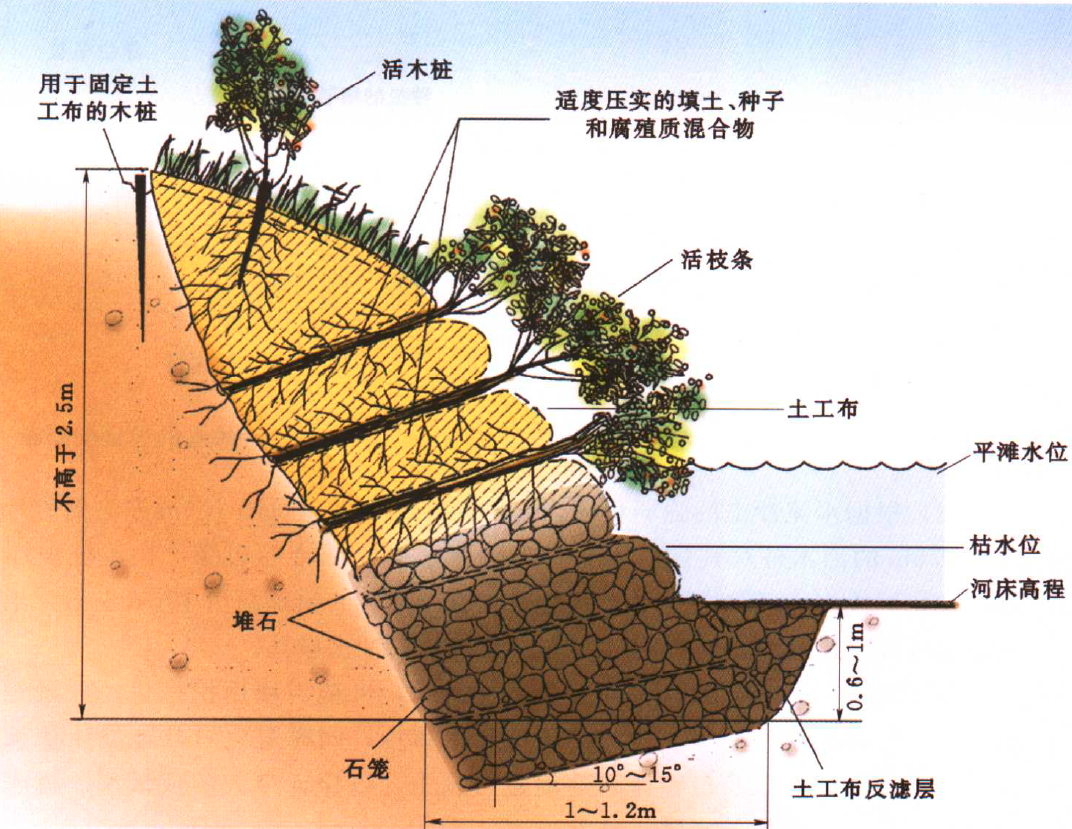 活木桩
用于固定土
工布的木桩
适度压实的填土、种子
和腐殖质混合物
活枝条
土工布
不高于2.5m
平滩水位
枯水位
河床高程
堆石
0.6～1m
石笼
10°～15°
土工布反滤层
1～1.2m